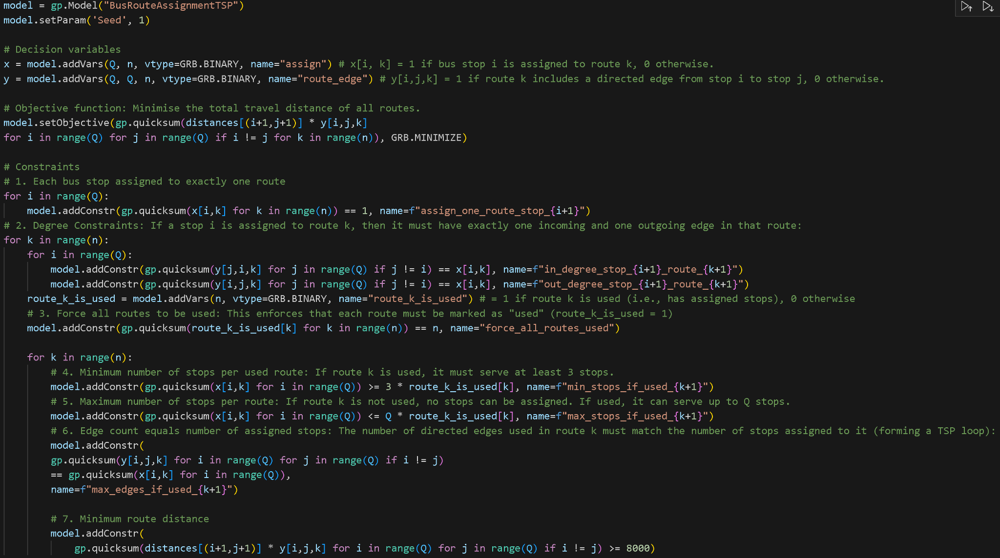 model = gp.Model("BusRouteAssignmentTSP")
model.setParam('Seed', 1)
# Decision variables
x = model.addVars(Q, n, vtype=GRB.BINARY, name="assign") # x[i, k] = 1 if bus stop i is assigned to route k, 0 otherwise.
y = model.addVars(Q, Q, n, vtype=GRB.BINARY, name="route_edge") # y[i,j,k] = 1 if route k includes a directed edge from stop i to stop j, 0 otherwise.
# Objective function: Minimise the total travel distance of all routes.
model.setObjective(gp.quicksum(distances[(i+1,j+1)] * y[i,j,k]
for i in range(Q) for j in range(Q) if i != j for k in range(n)), GRB.MINIMIZE)
# Constraints
# 1. Each bus stop assigned to exactly one route
for i in range(Q):
    model.addConstr(gp.quicksum(x[i,k] for k in range(n)) == 1, name=f"assign_one_route_stop_{i+1}")
# 2. Degree Constraints: If a stop i is assigned to route k, then it must have exactly one incoming and one outgoing edge in that route:
for k in range(n):
    for i in range(Q):
        model.addConstr(gp.quicksum(y[j,i,k] for j in range(Q) if j != i) == x[i,k], name=f"in_degree_stop_{i+1}_route_{k+1}")
        model.addConstr(gp.quicksum(y[i,j,k] for j in range(Q) if j != i) == x[i,k], name=f"out_degree_stop_{i+1}_route_{k+1}")
    route_k_is_used = model.addVars(n, vtype=GRB.BINARY, name="route_k_is_used") # = 1 if route k is used (i.e., has assigned stops), 0 otherwise
    # 3. Force all routes to be used: This enforces that each route must be marked as "used" (route_k_is_used = 1)
    model.addConstr(gp.quicksum(route_k_is_used[k] for k in range(n)) == n, name="force_all_routes_used")
    for k in range(n):
        # 4. Minimum number of stops per used route: If route k is used, it must serve at least 3 stops.
        model.addConstr(gp.quicksum(x[i,k] for i in range(Q)) >= 3 * route_k_is_used[k], name=f"min_stops_if_used_{k+1}")
        # 5. Maximum number of stops per route: If route k is not used, no stops can be assigned. If used, it can serve up to Q stops.
        model.addConstr(gp.quicksum(x[i,k] for i in range(Q)) <= Q * route_k_is_used[k], name=f"max_stops_if_used_{k+1}")
        # 6. Edge count equals number of assigned stops: The number of directed edges used in route k must match the number of stops assigned to it (forming a TSP loop):
        model.addConstr(
        gp.quicksum(y[i,j,k] for i in range(Q) for j in range(Q) if i != j)
        == gp.quicksum(x[i,k] for i in range(Q)),
        name=f"max_edges_if_used_{k+1}")
        # 7. Minimum route distance
        model.addConstr(
            gp.quicksum(distances[(i+1,j+1)] * y[i,j,k] for i in range(Q) for j in range(Q) if i != j) >= 8000)